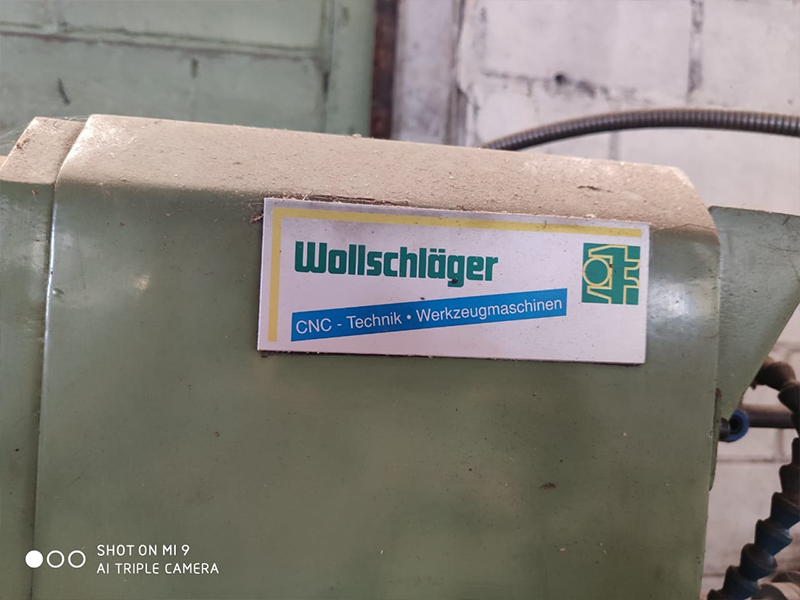 Wollschläger
CNC - Technik • Werkzeugmaschinen
SHOT ON MI 9
AI TRIPLE CAMERA